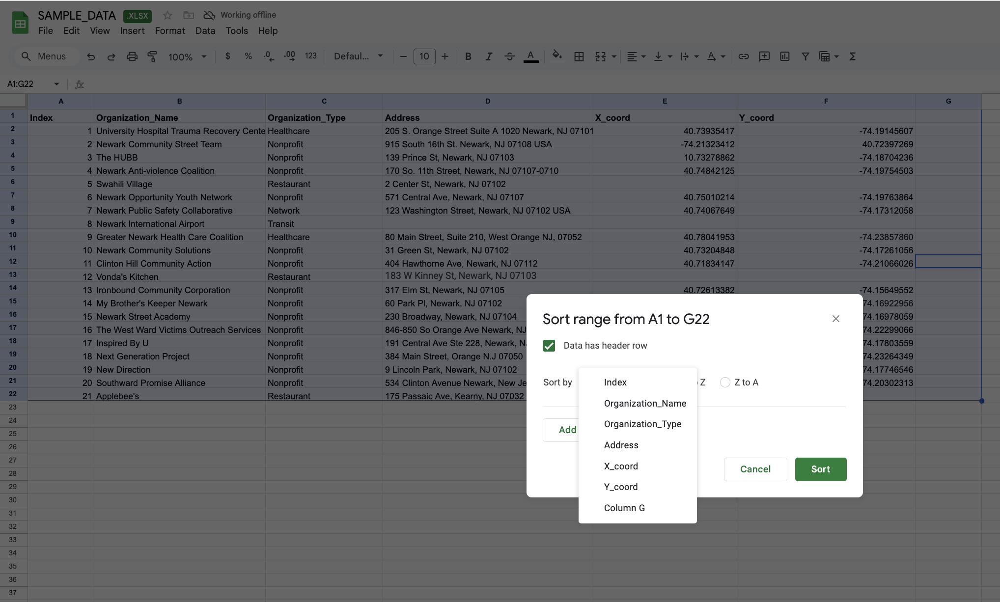 SAMPLE_DATA .XLSX Working offline
File Edit View Insert Format Data Tools Help
Menus 100% $ % .0 .00 123 Defaul... 10 B I A A Σ
A1:G22 fx
A B C D E F G
1 Index Organization_Name Organization_Type Address X_coord Y_coord
2 1 University Hospital Trauma Recovery Cente Healthcare 205 S. Orange Street Suite A 1020 Newark, NJ 07101 40.73935417 -74.19145607
3 2 Newark Community Street Team Nonprofit 915 South 16th St. Newark, NJ 07108 USA -74.21323412 40.72397269
4 3 The HUBB Nonprofit 139 Prince St, Newark, NJ 07103 10.73278862 -74.18704236
5 4 Newark Anti-violence Coalition Nonprofit 170 So. 11th Street, Newark, NJ 07107-0710 40.74842125 -74.19754503
6 5 Swahili Village Restaurant 2 Center St, Newark, NJ 07102
7 6 Newark Opportunity Youth Network Nonprofit 571 Central Ave, Newark, NJ 07107 40.75010214 -74.19763864
8 7 Newark Public Safety Collaborative Network 123 Washington Street, Newark, NJ 07102 USA 40.74067649 -74.17312058
9 8 Newark International Airport Transit
10 9 Greater Newark Health Care Coalition Healthcare 80 Main Street, Suite 210, West Orange NJ, 07052 40.78041953 -74.23857860
11 10 Newark Community Solutions Nonprofit 31 Green St, Newark, NJ 07102 40.73204848 -74.17261056
12 11 Clinton Hill Community Action Nonprofit 404 Hawthorne Ave, Newark, NJ 07112 40.71834147 -74.21066026
13 12 Vonda's Kitchen Restaurant 183 W Kinney St, Newark, NJ 07103
14 13 Ironbound Community Corporation Nonprofit 317 Elm St, Newark, NJ 07105 40.72613382 -74.15649552
15 14 My Brother's Keeper Newark Nonprofit 60 Park Pl, Newark, NJ 07102 74.16922956
16 15 Newark Street Academy Nonprofit 230 Broadway, Newark, NJ 07104 74.16978059
17 16 The West Ward Victims Outreach Services Nonprofit 846-850 So Orange Ave Newark, NJ 74.22299066
18 17 Inspired By U Nonprofit 191 Central Ave Ste 228, Newark, N 74.17803559
19 18 Next Generation Project Nonprofit 384 Main Street, Orange N.J 07050 74.23264349
20 19 New Direction Nonprofit 9 Lincoln Park, Newark, NJ 07102 74.17746546
21 20 Southward Promise Alliance Nonprofit 534 Clinton Avenue Newark, New Je 74.20302313
22 21 Applebee's Restaurant 175 Passaic Ave, Kearny, NJ 07032
23
24
25
26
27
28
29
30
31
32
33
34
35
36
37
Sort range from A1 to G22
Data has header row
Sort by Index Z Z to A
Organization_Name
Organization_Type
Add
Address
X_coord
Cancel Sort
Y_coord
Column G